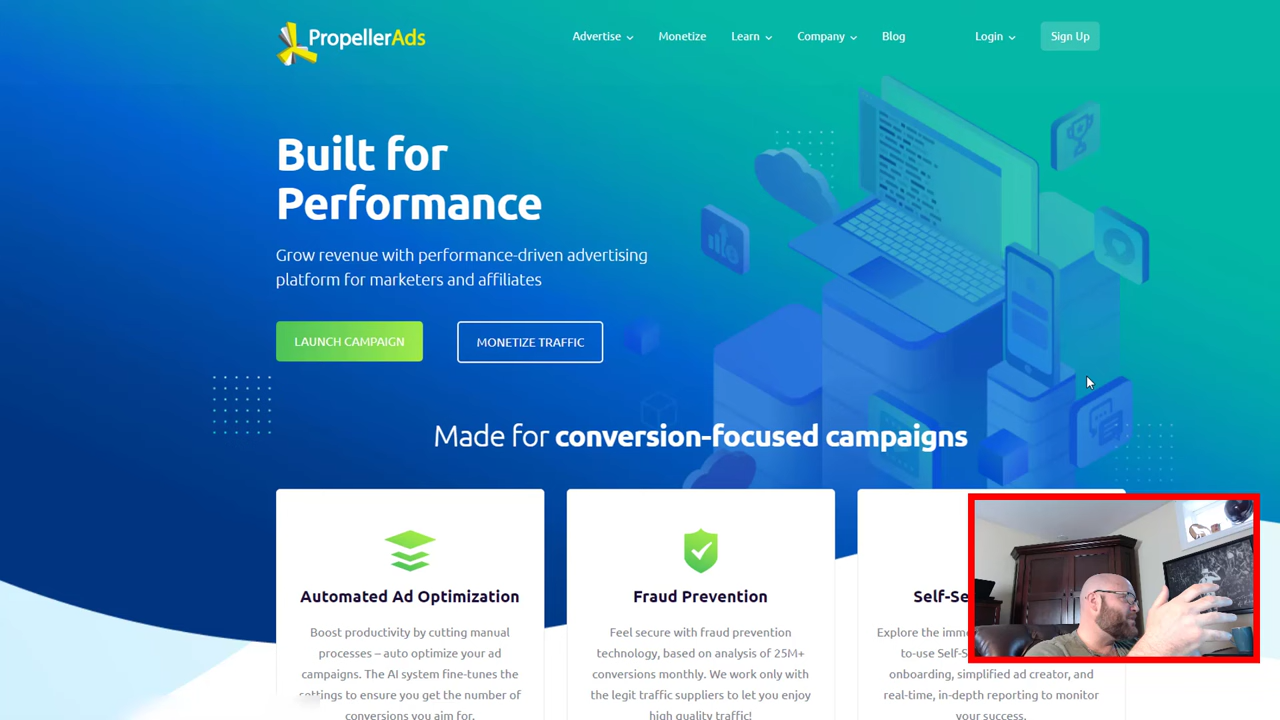 PropellerAds
Advertise
Monetize
Learn
Company
Blog
Login
Sign Up
Built for
Performance
Grow revenue with performance-driven advertising
platform for marketers and affiliates
LAUNCH CAMPAIGN
MONETIZE TRAFFIC
Made for conversion-focused campaigns
Automated Ad Optimization
Boost productivity by cutting manual
processes – auto optimize your ad
campaigns. The AI system fine-tunes the
settings to ensure you get the number of
conversions you aim for.
Fraud Prevention
Feel secure with fraud prevention
technology, based on analysis of 25M+
conversions monthly. We work only with
the legit traffic suppliers to let you enjoy
high quality traffic!
Explore the
to-use
onboarding, simplified ad creator, and
real-time, in-depth reporting to monitor
your success.